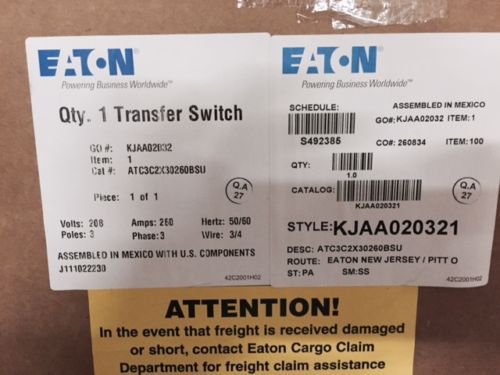 EATON
Powering Business Worldwide™
Qty. 1 Transfer Switch
GO #: KJAA02032
Item: 1
Cat #: ATC3C2X30260BSU
Piece: 1 of 1
Q.A
27
Volts: 208 Amps: 260 Hertz: 50/60
Poles: 3 Phase: 3 Wire: 3/4
ASSEMBLED IN MEXICO WITH U.S. COMPONENTS
J111022230
42C2001H02
EATON
Powering Business Worldwide™
SCHEDULE: ASSEMBLED IN MEXICO
GO#: KJAA02032 ITEM: 1
S492385 CO#: 260834 ITEM: 100
QTY:
1.0
CATALOG:
KJAA020321
Q.A
27
STYLE: KJAA020321
DESC: ATC3C2X30260BSU
ROUTE: EATON NEW JERSEY / PITT O
ST: PA SM: SS
42C2001H02
ATTENTION!
In the event that freight is received damaged
or short, contact Eaton Cargo Claim
Department for freight claim assistance